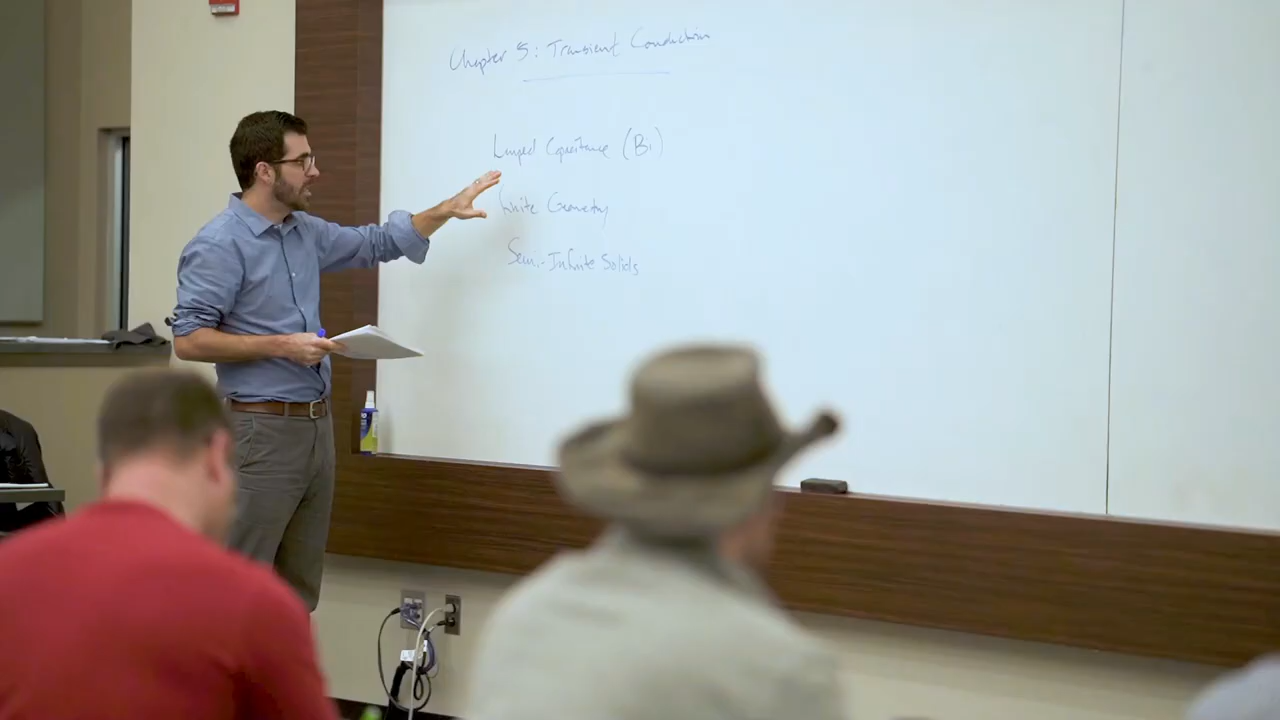 Chapter 5: Transient Conduction
Lumped Capacitance (Bi)
Finite Geometry
Semi-Infinite Solids